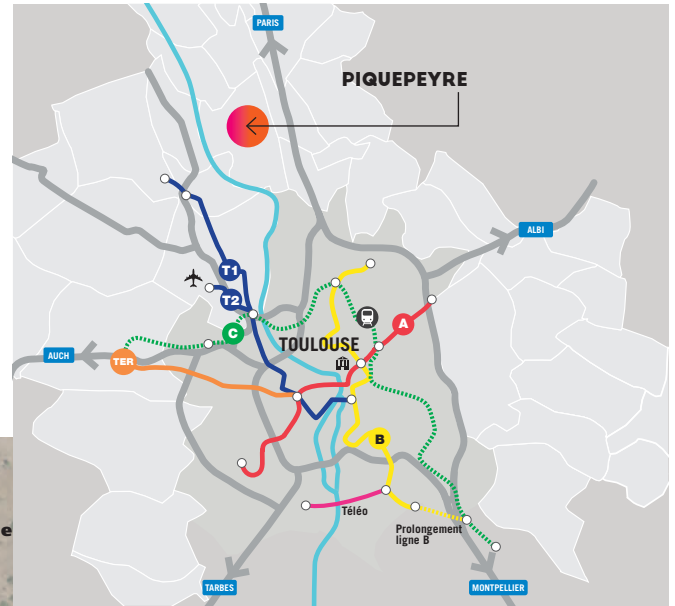 PARIS
PIQUEPEYRE
ALBI
T1
T2
C
A
TOULOUSE
AUCH
TER
B
Téléo
Prolongement
ligne B
e
TARBES
MONTPELLIER